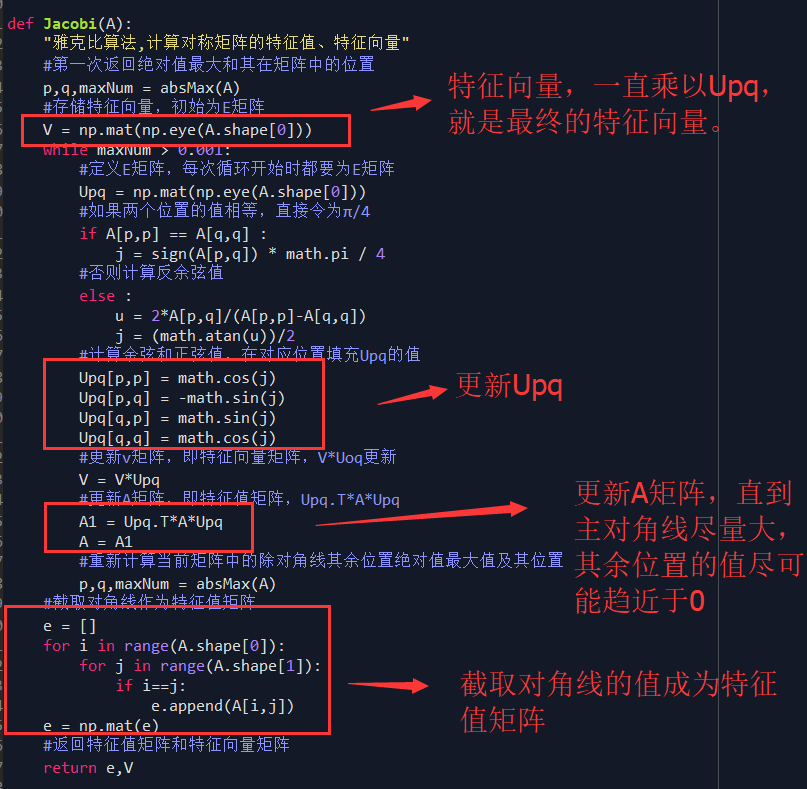 def Jacobi(A):
"雅克比算法,计算对称矩阵的特征值、特征向量"
#第一次返回绝对值最大和其在矩阵中的位置
p,q,maxNum = absMax(A)
#存储特征向量，初始为E矩阵
V = np.mat(np.eye(A.shape[0]))
while maxNum > 0.001:
#定义E矩阵，每次循环开始时都要为E矩阵
Upq = np.mat(np.eye(A.shape[0]))
#如果两个位置的值相等，直接令为π/4
if A[p,p] == A[q,q] :
j = sign(A[p,q]) * math.pi / 4
#否则计算反余弦值
else :
u = 2*A[p,q]/(A[p,p]-A[q,q])
j = (math.atan(u))/2
#计算余弦和正弦值，在对应位置填充Upq的值
Upq[p,p] = math.cos(j)
Upq[p,q] = -math.sin(j)
Upq[q,p] = math.sin(j)
Upq[q,q] = math.cos(j)
#更新v矩阵，即特征向量矩阵，V*Uoq更新
V = V*Upq
#更新A矩阵，即特征值矩阵，Upq.T*A*Upq
A1 = Upq.T*A*Upq
A = A1
#重新计算当前矩阵中的除对角线其余位置绝对值最大值及其位置
p,q,maxNum = absMax(A)
#截取对角线作为特征值矩阵
e = []
for i in range(A.shape[0]):
for j in range(A.shape[1]):
if i==j:
e.append(A[i,j])
e = np.mat(e)
#返回特征值矩阵和特征向量矩阵
return e,V
特征向量，一直乘以Upq，
就是最终的特征向量。
更新Upq
更新A矩阵，直到
主对角线尽量大，
其余位置的值尽可
能趋近于0
截取对角线的值成为特征
值矩阵